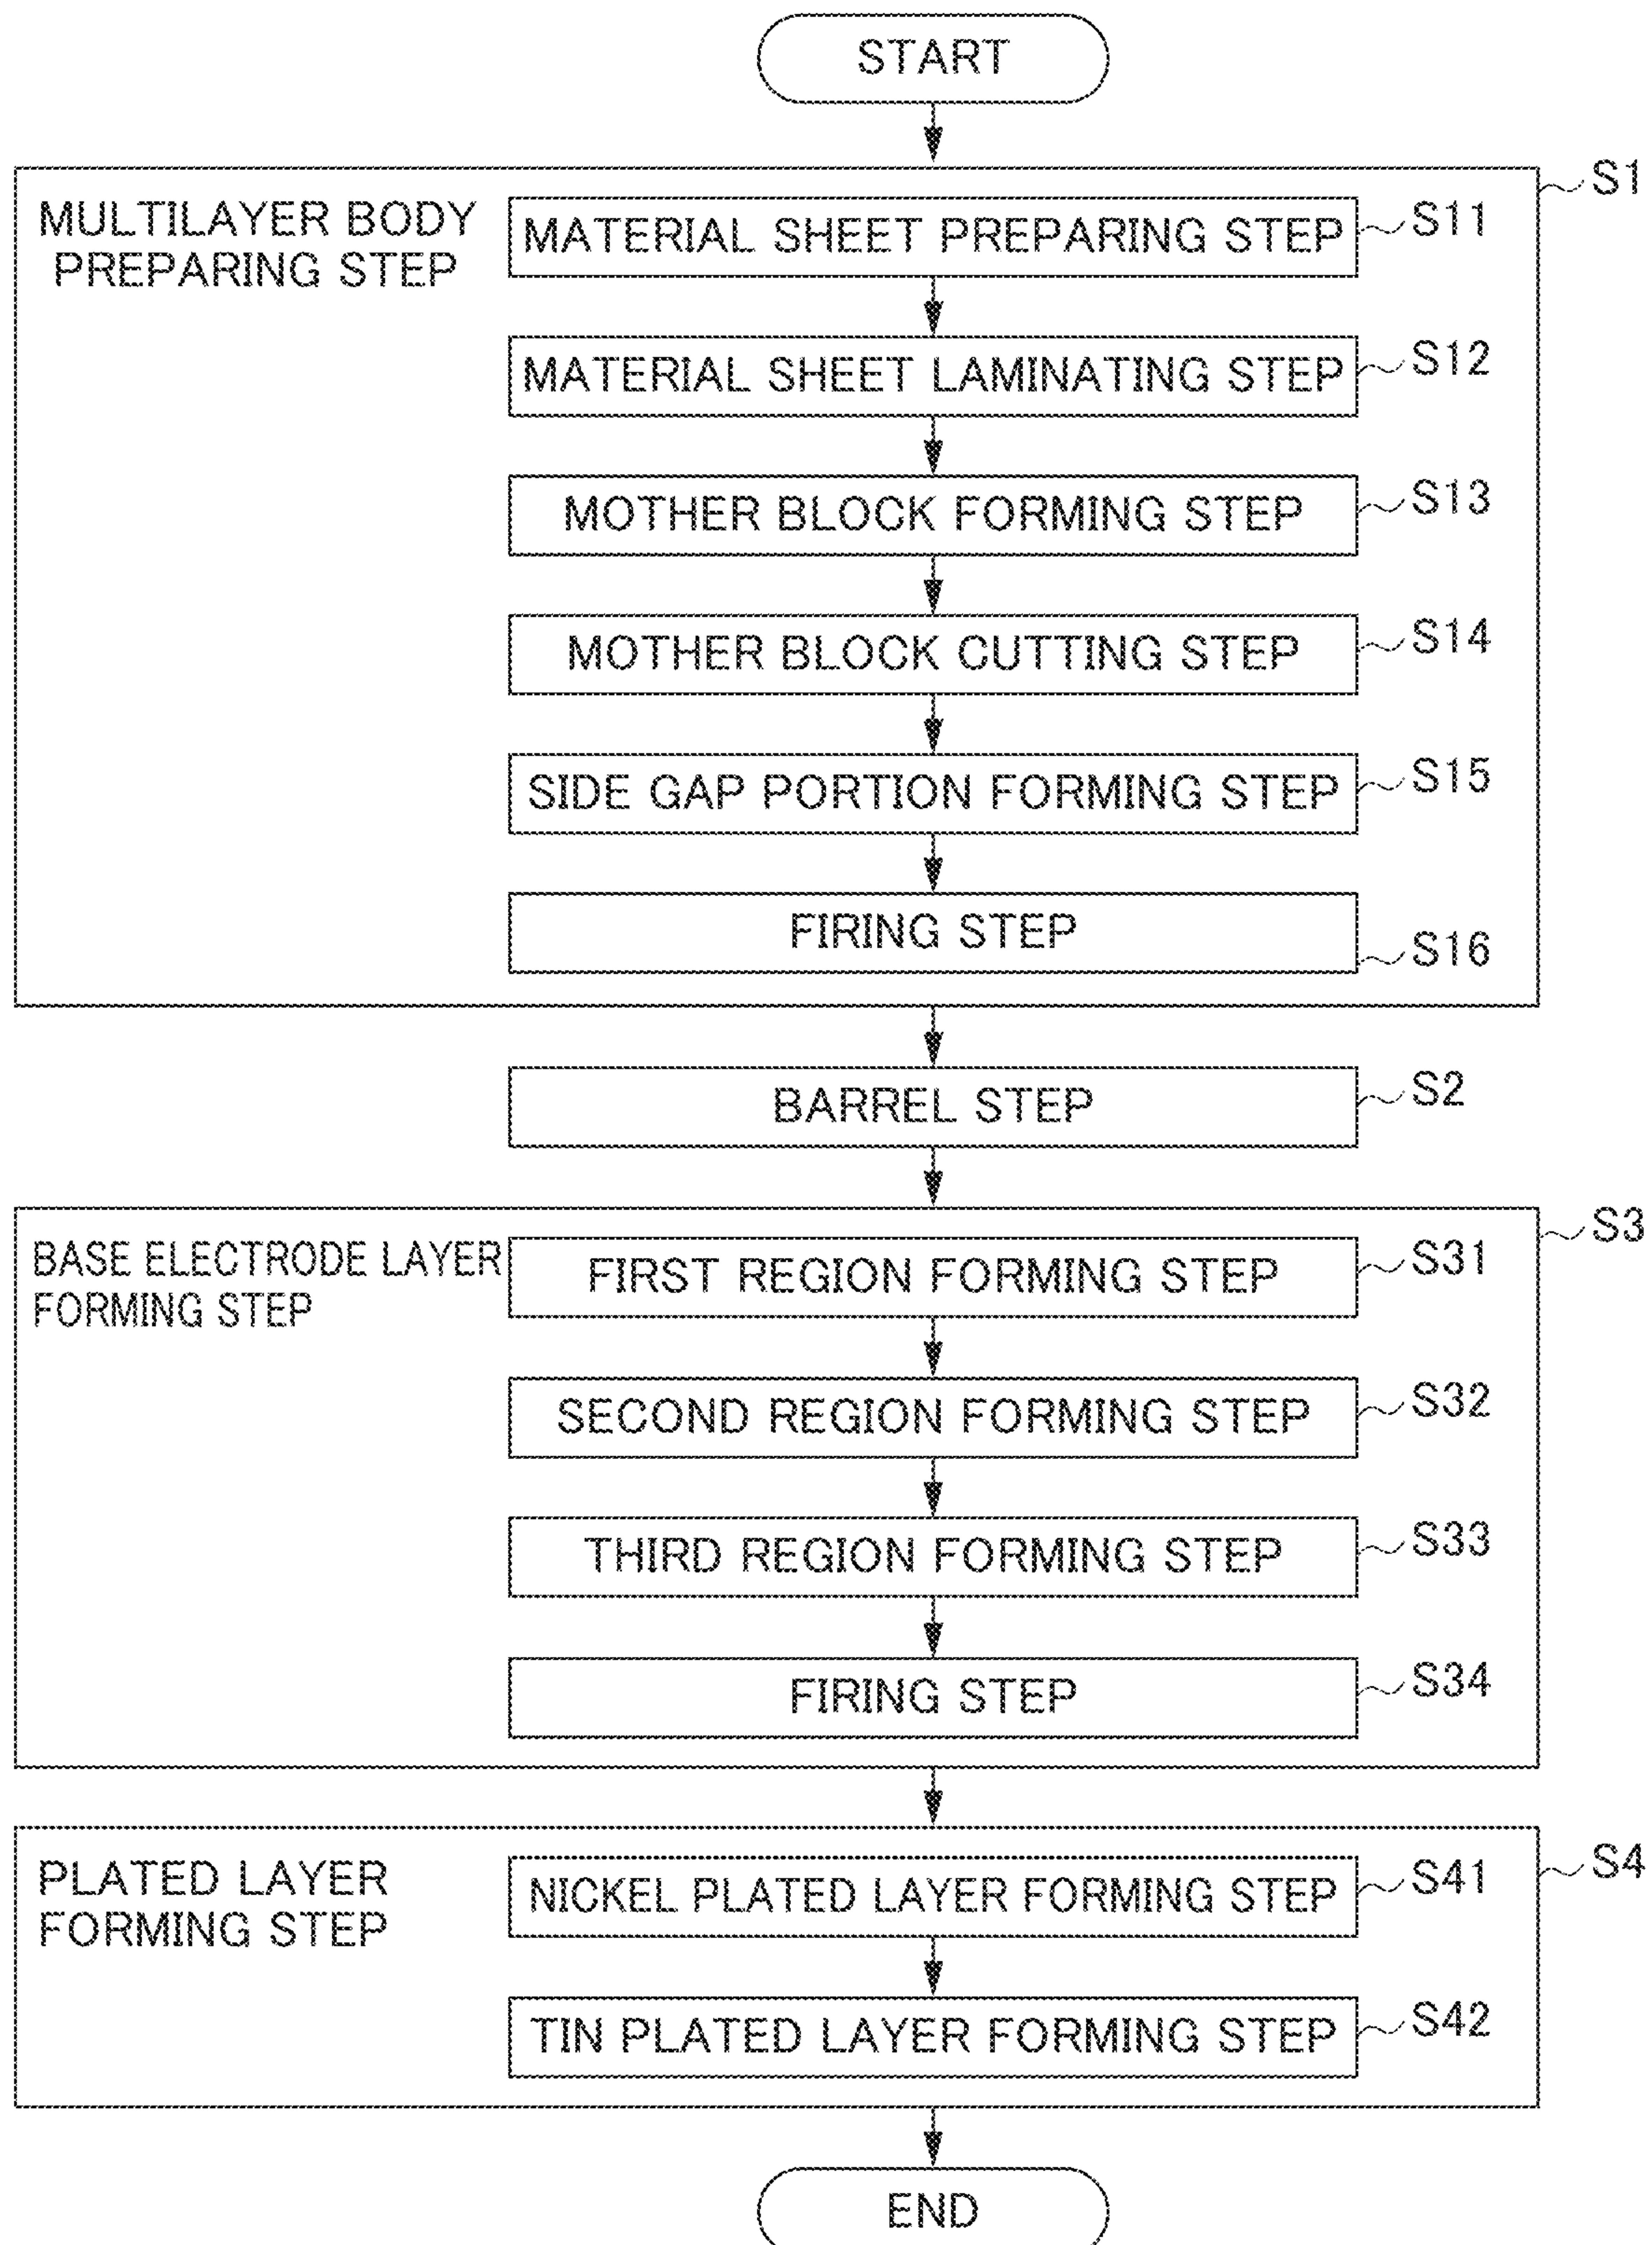 START
S1
MULTILAYER BODY
PREPARING STEP
MATERIAL SHEET PREPARING STEP
S11
MATERIAL SHEET LAMINATING STEP
S12
MOTHER BLOCK FORMING STEP
S13
MOTHER BLOCK CUTTING STEP
S14
SIDE GAP PORTION FORMING STEP
S15
FIRING STEP
S16
BARREL STEP
S2
S3
BASE ELECTRODE LAYER
FORMING STEP
FIRST REGION FORMING STEP
S31
SECOND REGION FORMING STEP
S32
THIRD REGION FORMING STEP
S33
FIRING STEP
S34
S4
PLATED LAYER
FORMING STEP
NICKEL PLATED LAYER FORMING STEP
S41
TIN PLATED LAYER FORMING STEP
S42
END